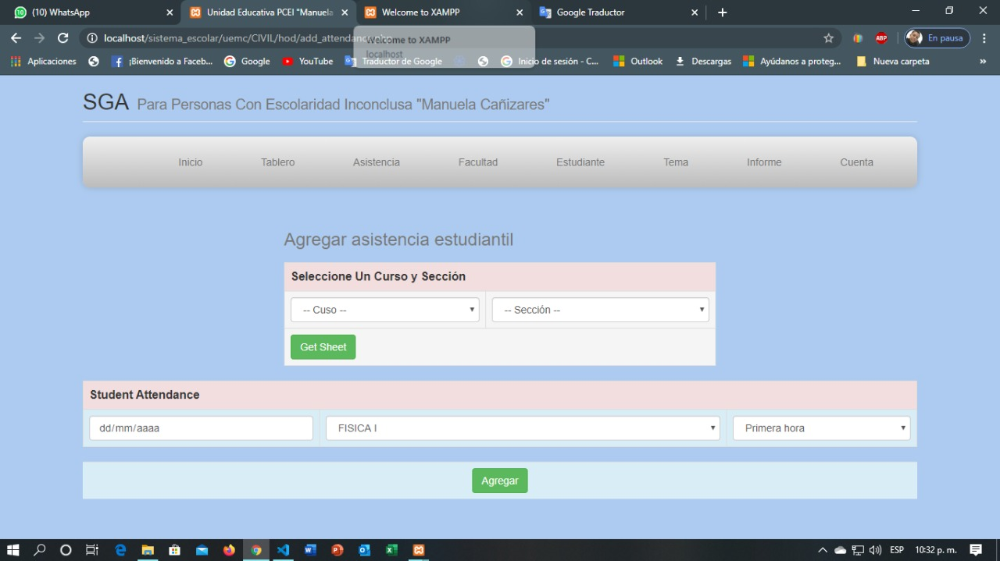 (10) WhatsApp
Unidad Educativa PCEI "Manuela
Welcome to XAMPP
Google Traductor
localhost/sistema_escolar/uemc/CIVIL/hod/add_attendance.php
Welcome to XAMPP
localhost
ABP
En pausa
Aplicaciones
¡Bienvenido a Faceb...
Google
YouTube
Traductor de Google
Inicio de sesión - C...
Outlook
Descargas
Ayúdanos a proteg...
Nueva carpeta
»
SGA Para Personas Con Escolaridad Inconclusa "Manuela Cañizares"
Inicio
Tablero
Asistencia
Facultad
Estudiante
Tema
Informe
Cuenta
Agregar asistencia estudiantil
Seleccione Un Curso y Sección
-- Cuso --
-- Sección --
Get Sheet
Student Attendance
dd/mm/aaaa
FISICA I
Primera hora
Agregar
ESP
10:32 p. m.